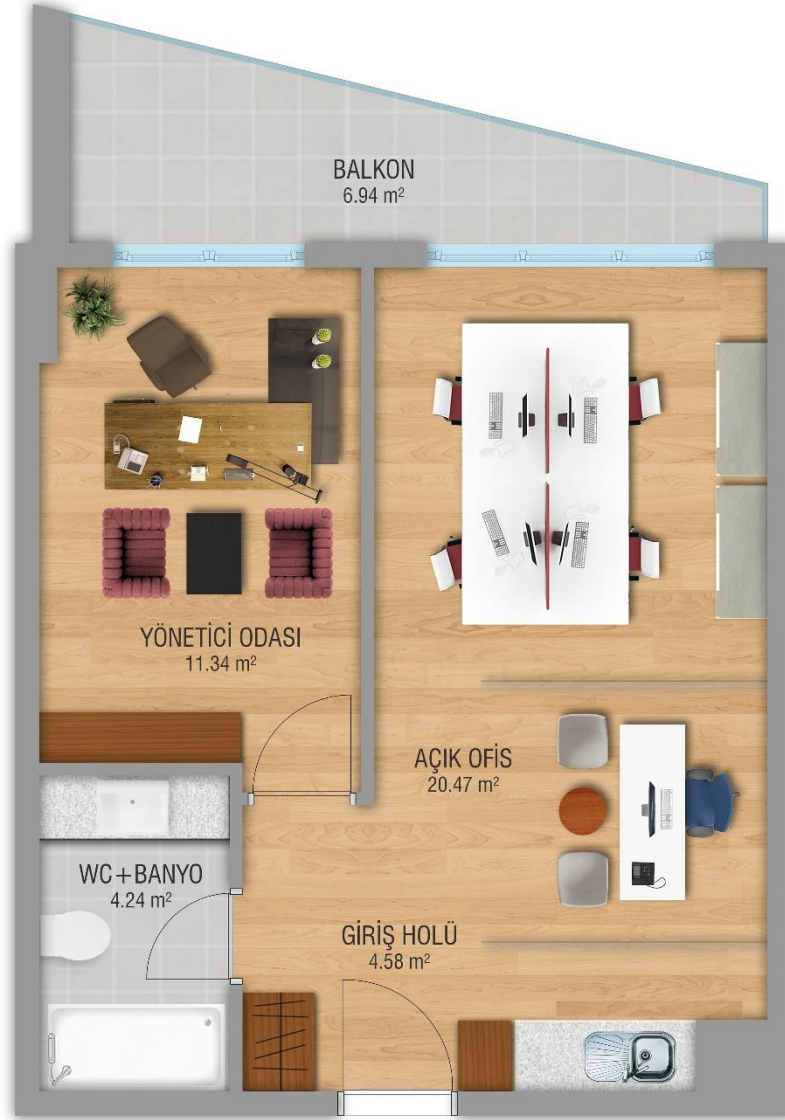 BALKON
6.94 m²
YÖNETİCİ ODASI
11.34 m²
AÇIK OFİS
20.47 m²
WC+BANYO
4.24 m²
GİRİŞ HOLÜ
4.58 m²